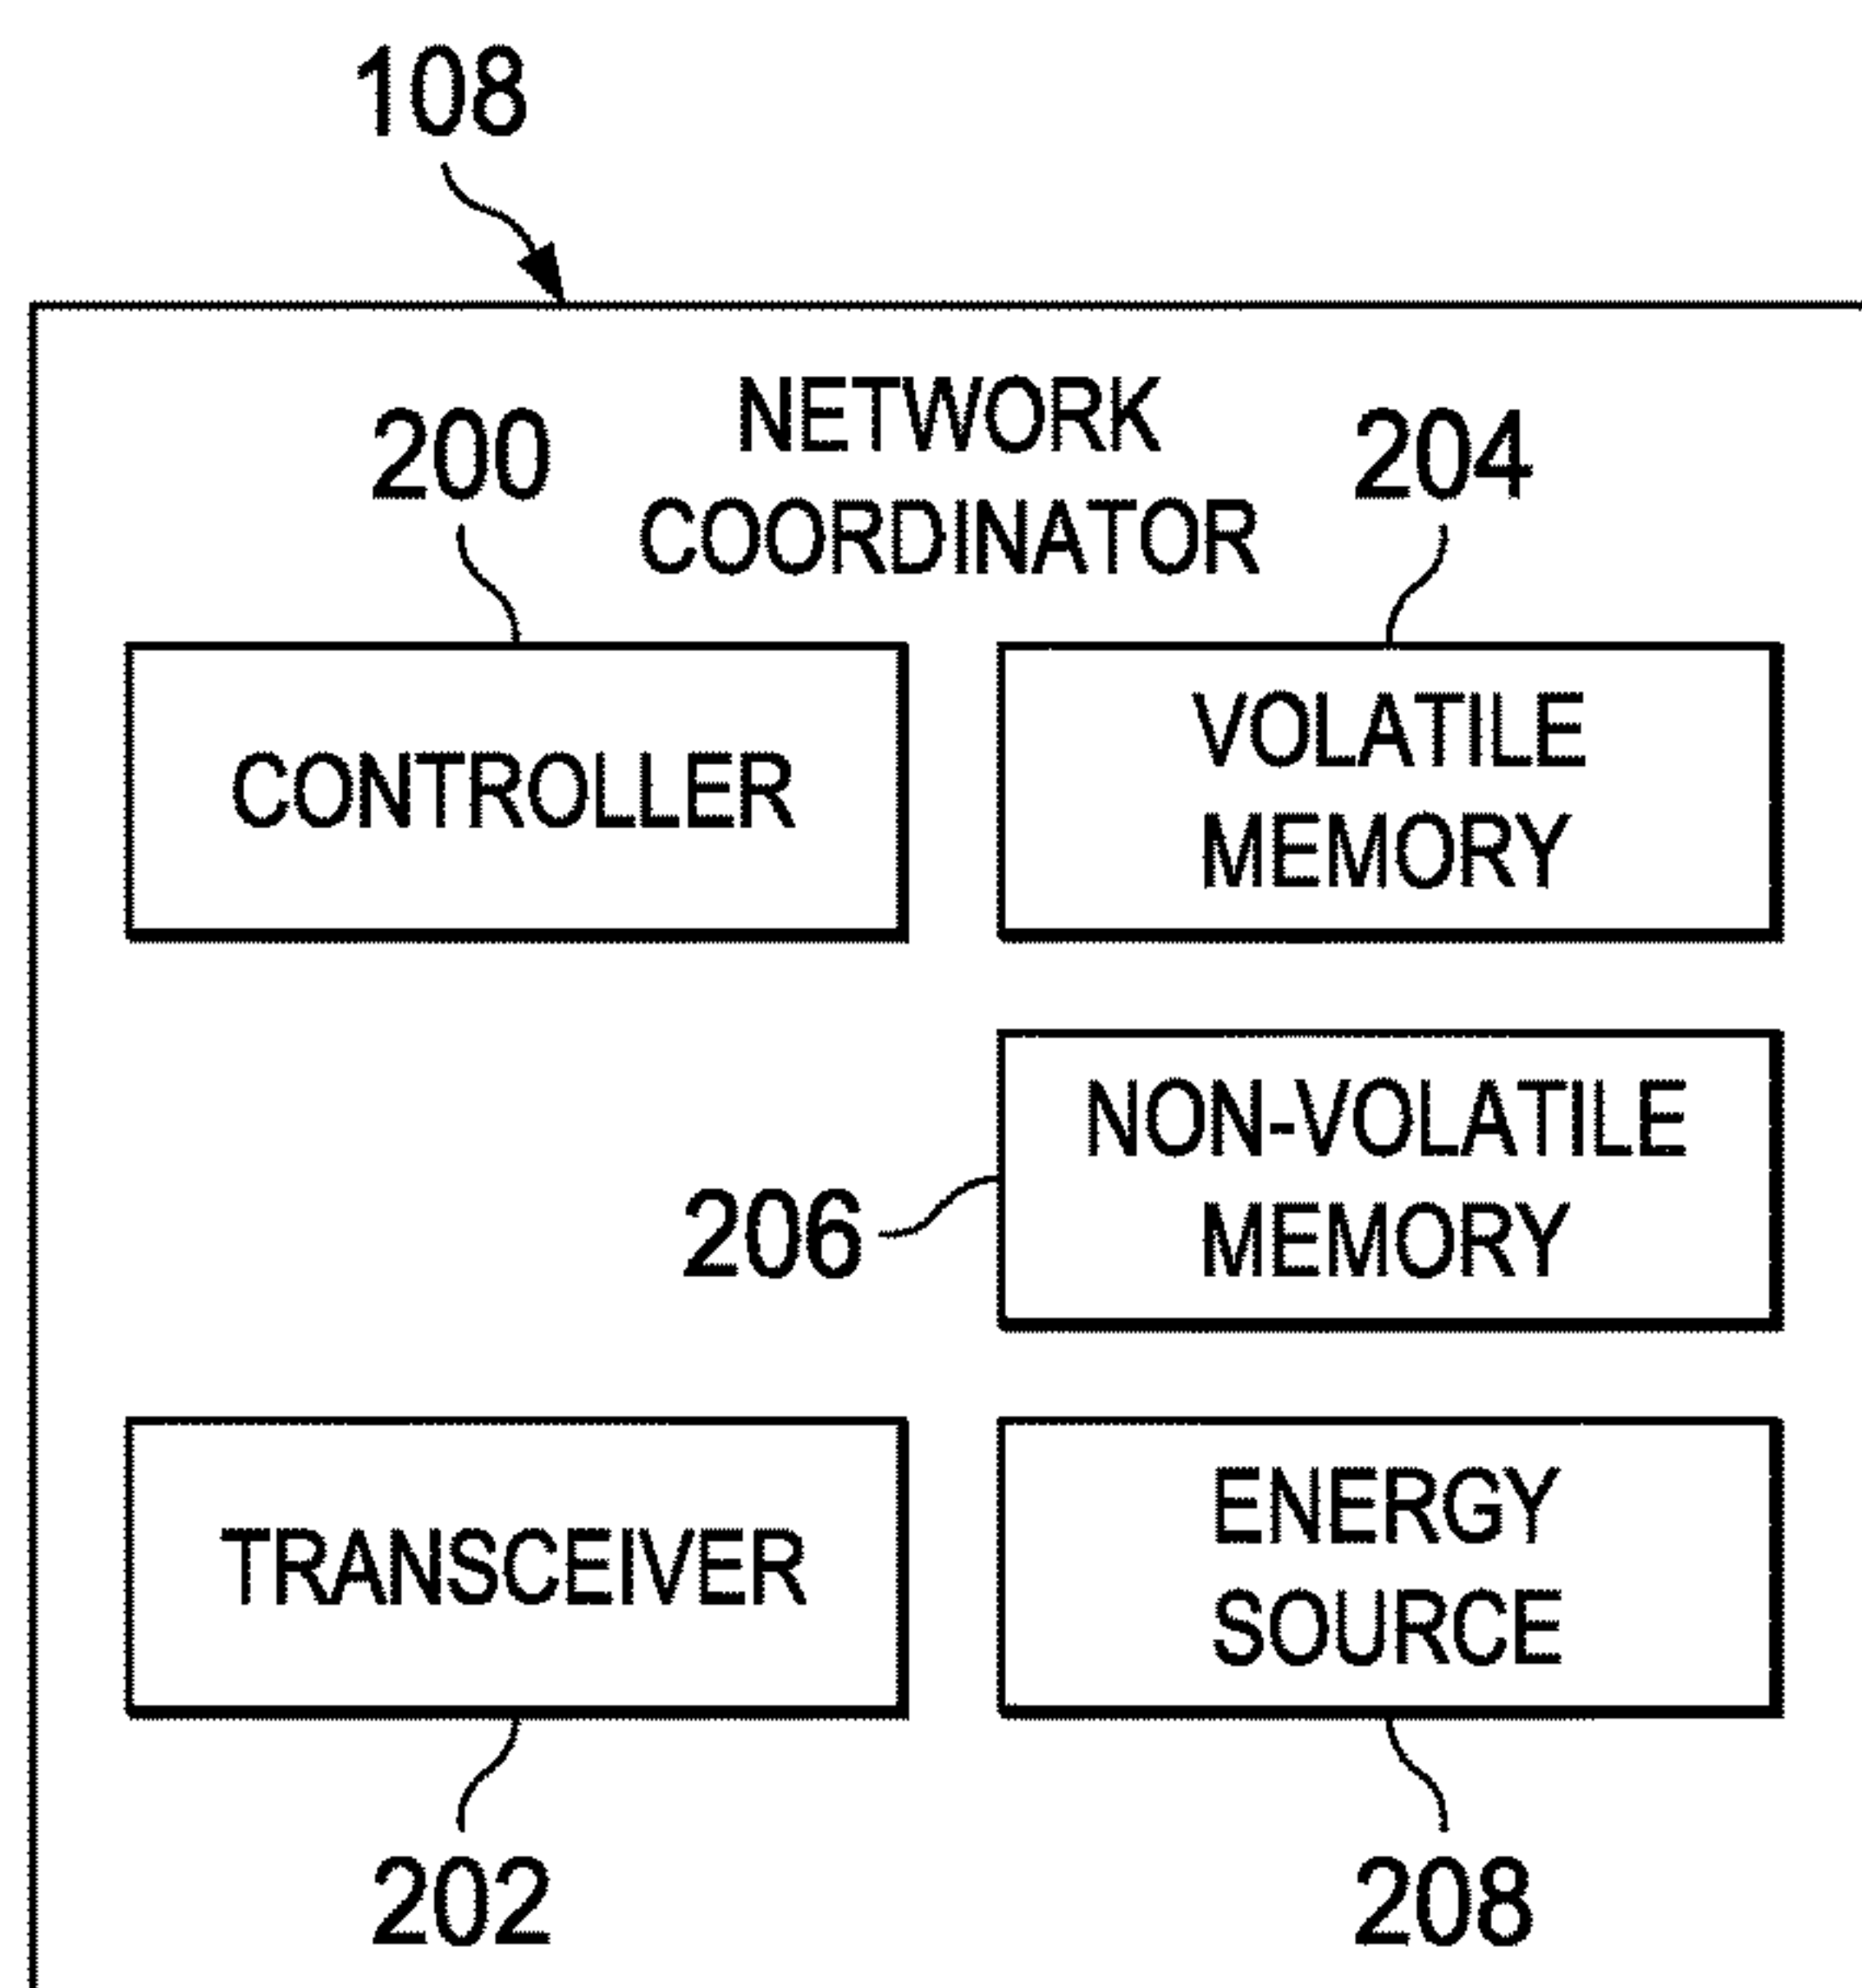 108
NETWORK
COORDINATOR
200
204
CONTROLLER
VOLATILE
MEMORY
NON-VOLATILE
MEMORY
206
TRANSCEIVER
ENERGY
SOURCE
202
208